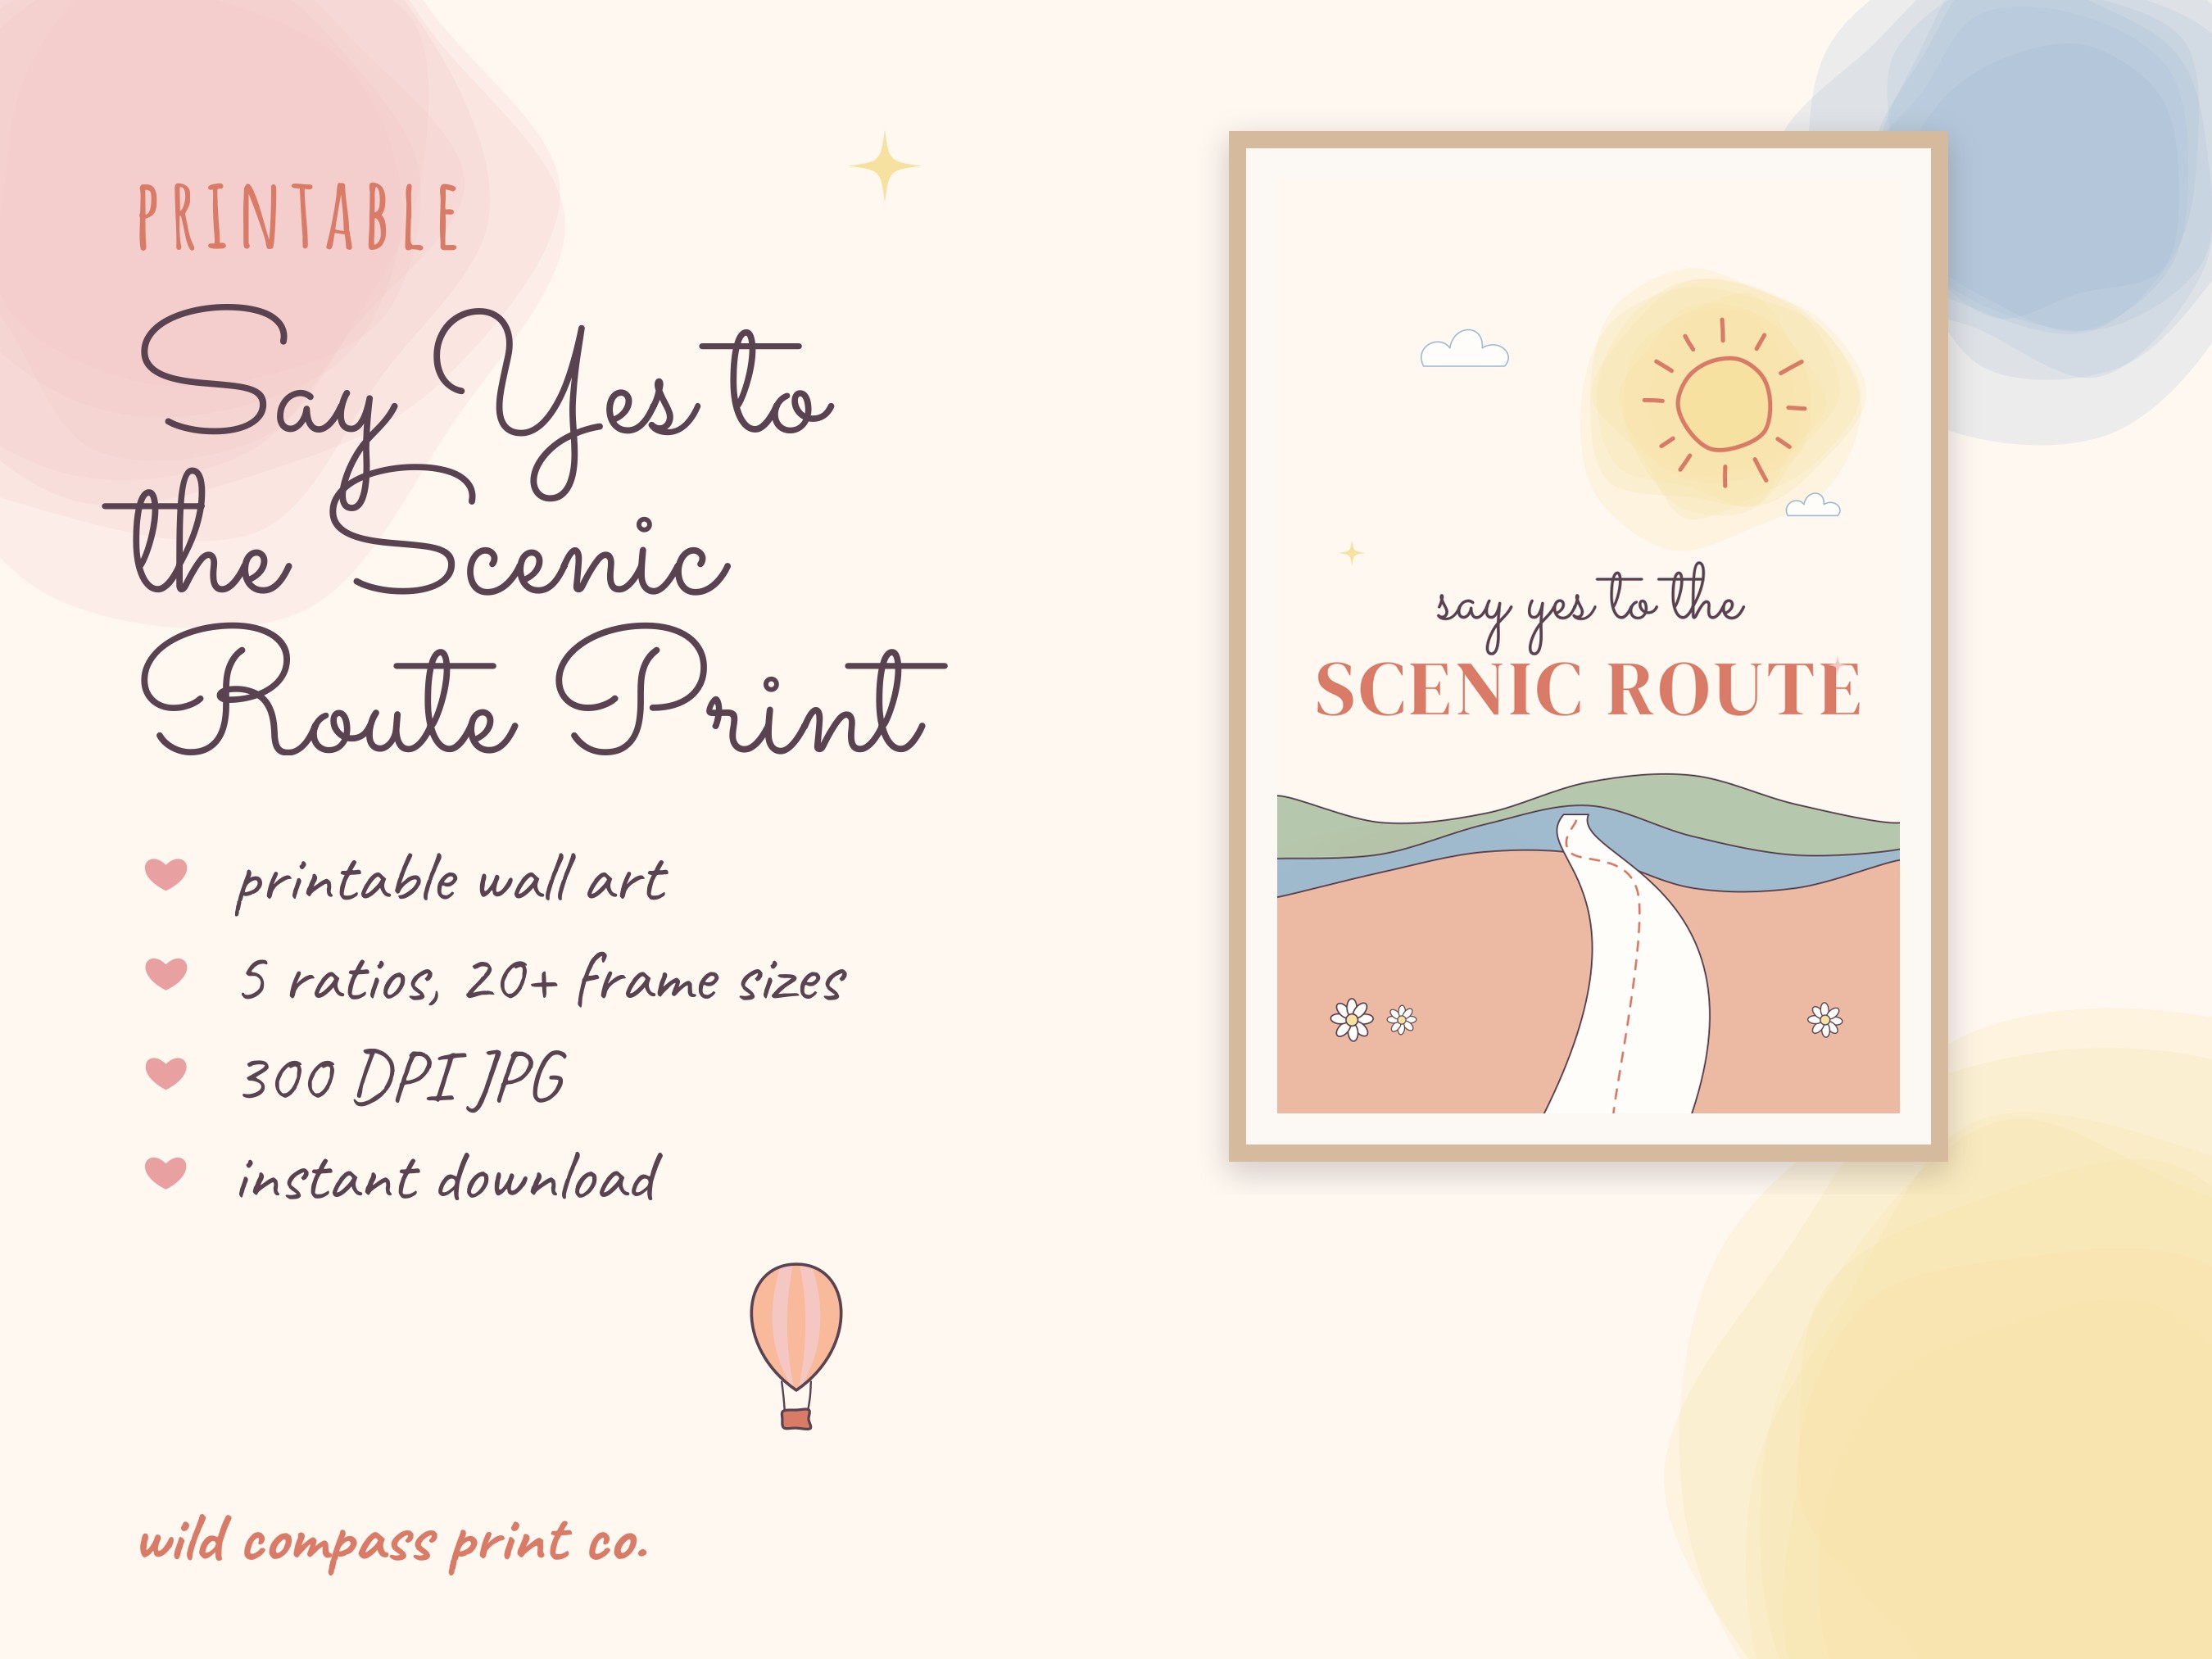 PRINTABLE
Say Yes to
the Scenic
Route Print
printable wall art
5 ratios, 20+ frame sizes
300 DPI JPG
instant download
wild compass print co.
say yes to the
SCENIC ROUTE